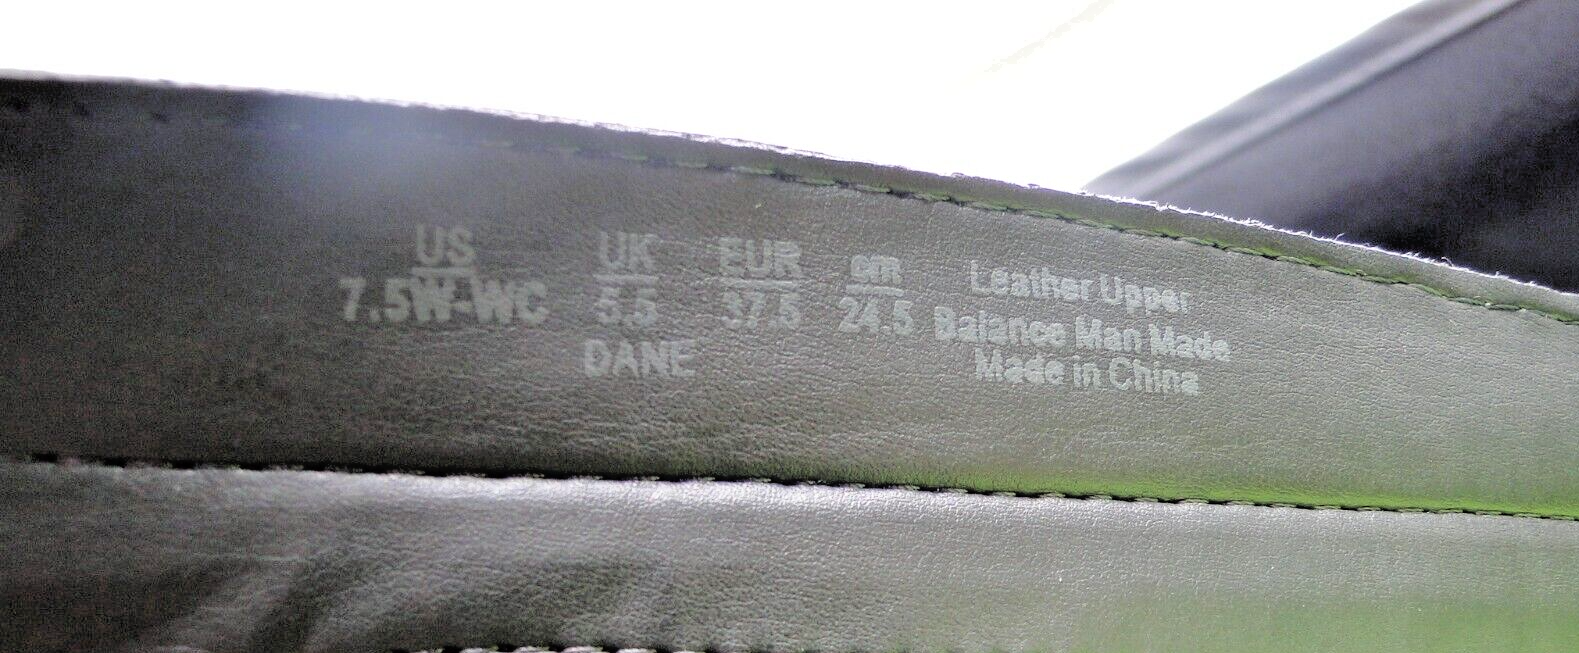 US UK EUR cm
7.5W-WC 5.5 37.5 24.5
DANE
Leather Upper
Balance Man Made
Made in China